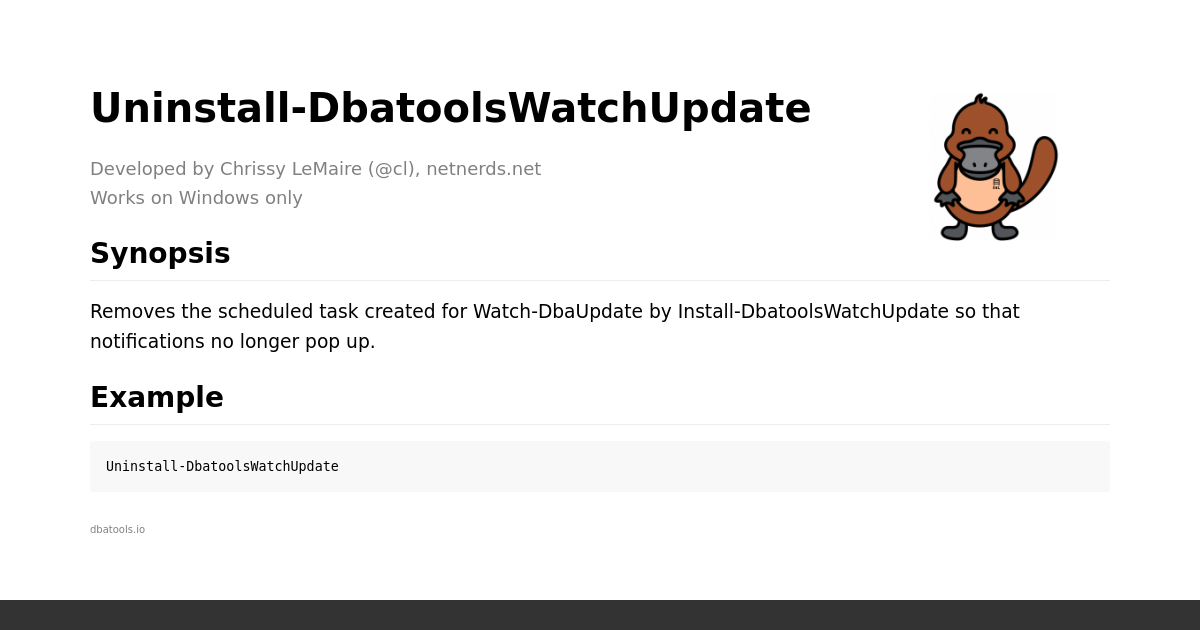 Uninstall-DbatoolsWatchUpdate
Developed by Chrissy LeMaire (@cl), netnerds.net
Works on Windows only
Synopsis
Removes the scheduled task created for Watch-DbaUpdate by Install-DbatoolsWatchUpdate so that
notifications no longer pop up.
Example
Uninstall-DbatoolsWatchUpdate
dbatools.io